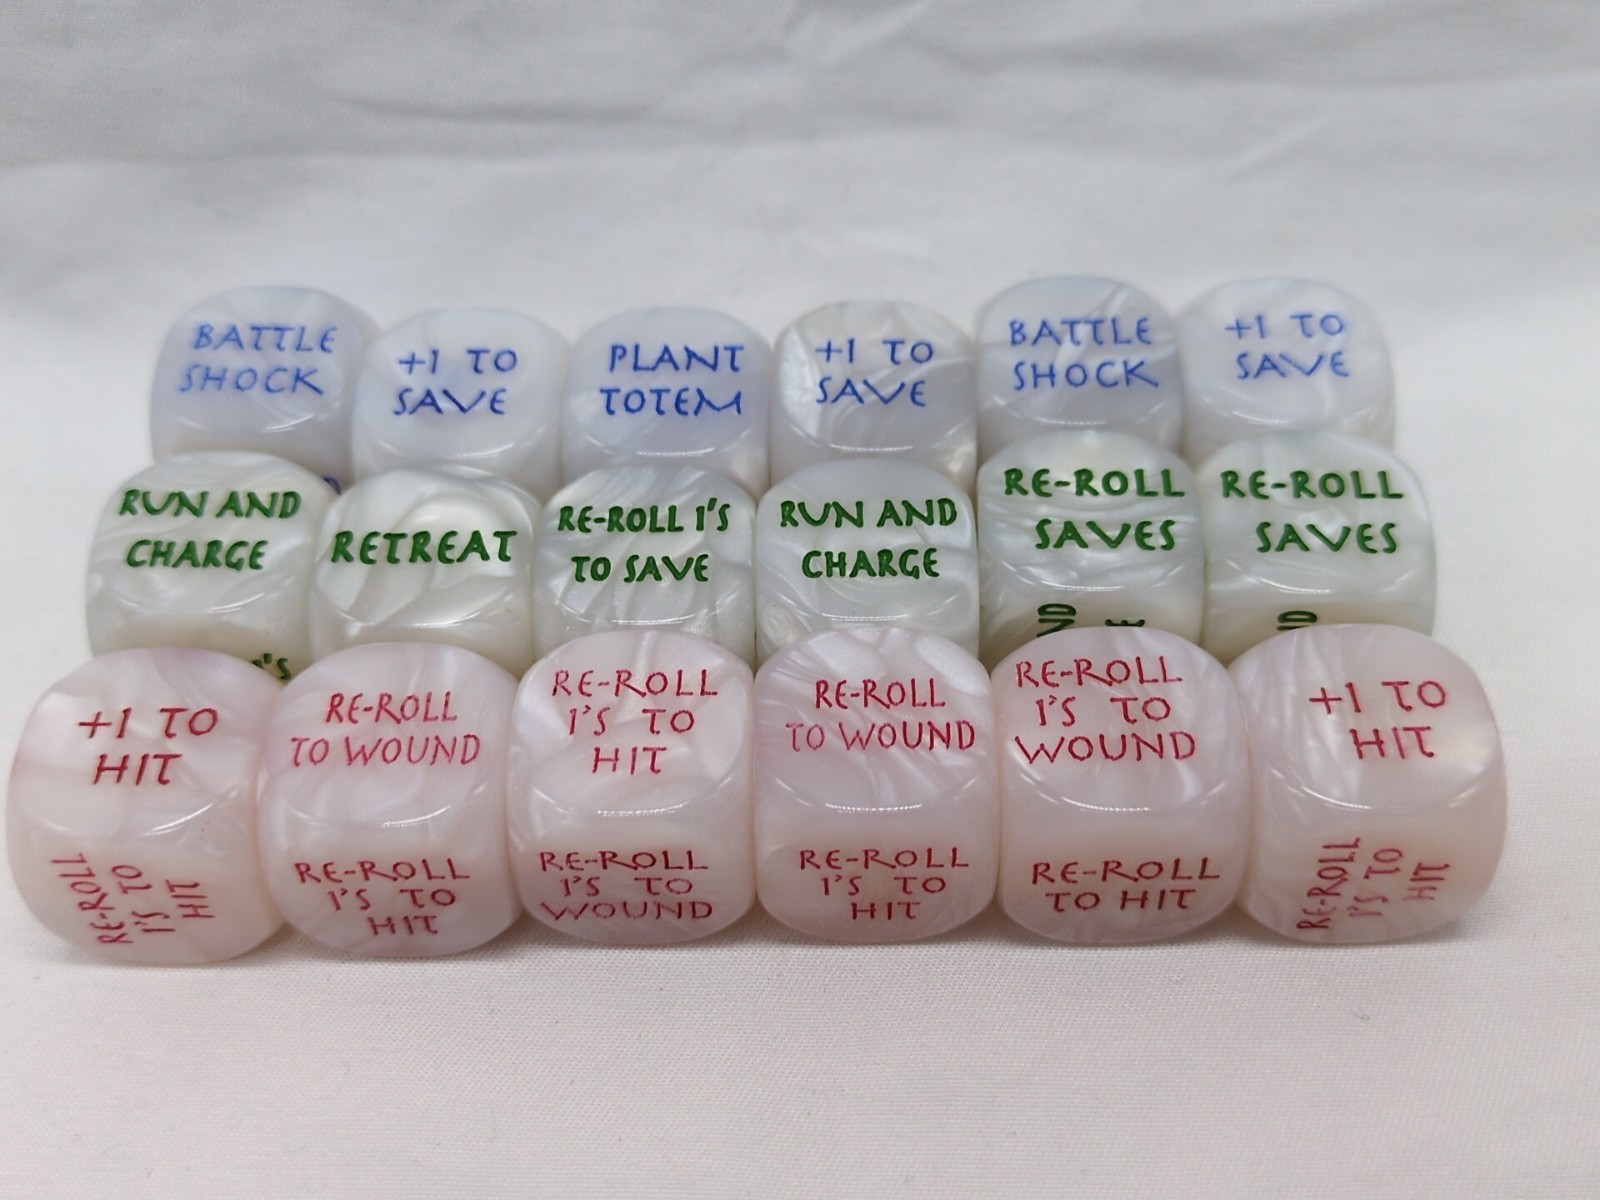 BATTLE
SHOCK
+1 TO
SAVE
PLANT
TOTEM
+1 TO
SAVE
BATTLE
SHOCK
+1 TO
SAVE
RUN AND
CHARGE
RETREAT
RE-ROLL 1'S
TO SAVE
RUN AND
CHARGE
RE-ROLL
SAVES
RE-ROLL
SAVES
+1 TO
HIT
RE-ROLL
TO WOUND
RE-ROLL
1'S TO
HIT
RE-ROLL
TO WOUND
RE-ROLL
1'S TO
WOUND
+1 TO
HIT
RE-ROLL
1'S TO
HIT
RE-ROLL
1'S TO
HIT
RE-ROLL
1'S TO
WOUND
RE-ROLL
1'S TO
HIT
RE-ROLL
TO HIT
RE-ROLL
1'S TO
HIT